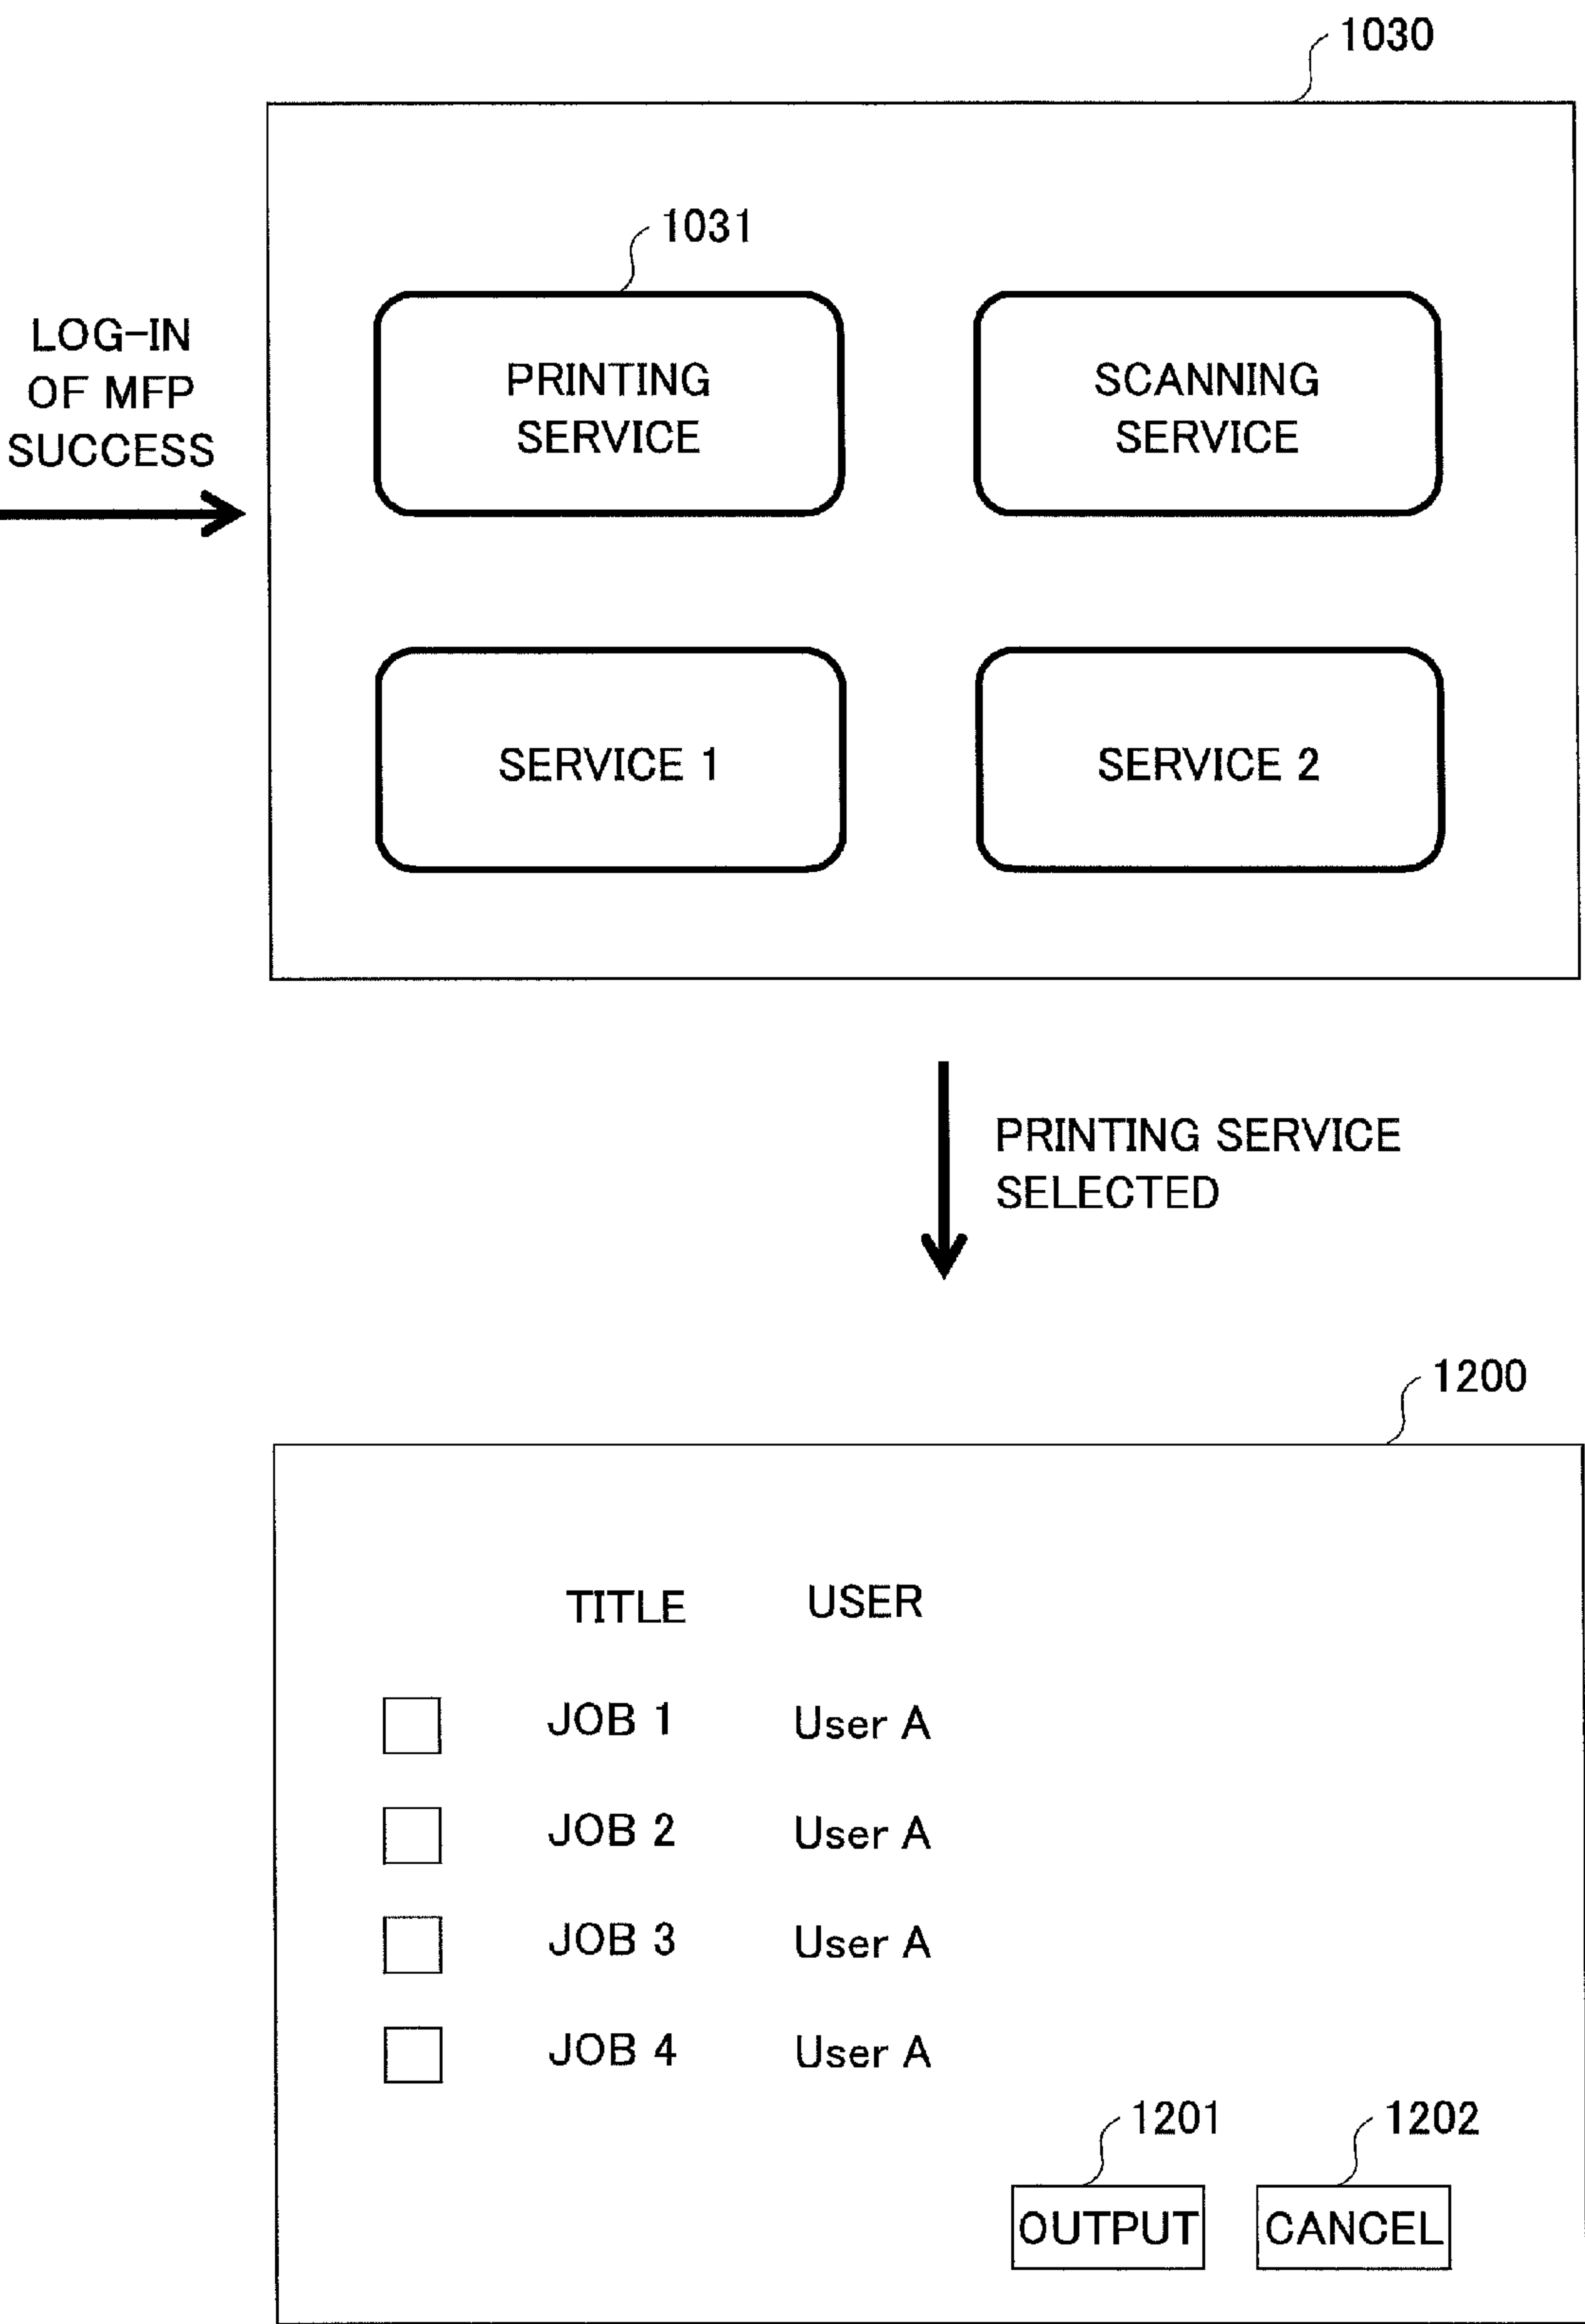 1030
1031
LOG-IN
OF MFP
SUCCESS
PRINTING
SERVICE
SCANNING
SERVICE
SERVICE 1
SERVICE 2
PRINTING SERVICE
SELECTED
1200
TITLE USER
JOB 1 User A
JOB 2 User A
JOB 3 User A
JOB 4 User A
1201 1202
OUTPUT CANCEL